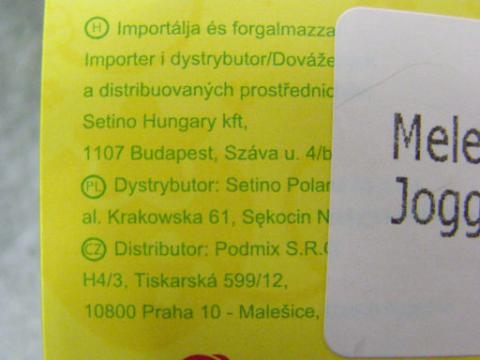 H Importálja és forgalmazza
Importer i dystrybutor/Dováže
a distribuovaných prostřednic
Setino Hungary kft,
1107 Budapest, Száva u. 4/b
PL Dystrybutor: Setino Polan
al. Krakowska 61, Sękocin N
CZ Distributor: Podmix S.R.O
H4/3, Tiskarská 599/12,
10800 Praha 10 - Malešice,
Mele
Jogg